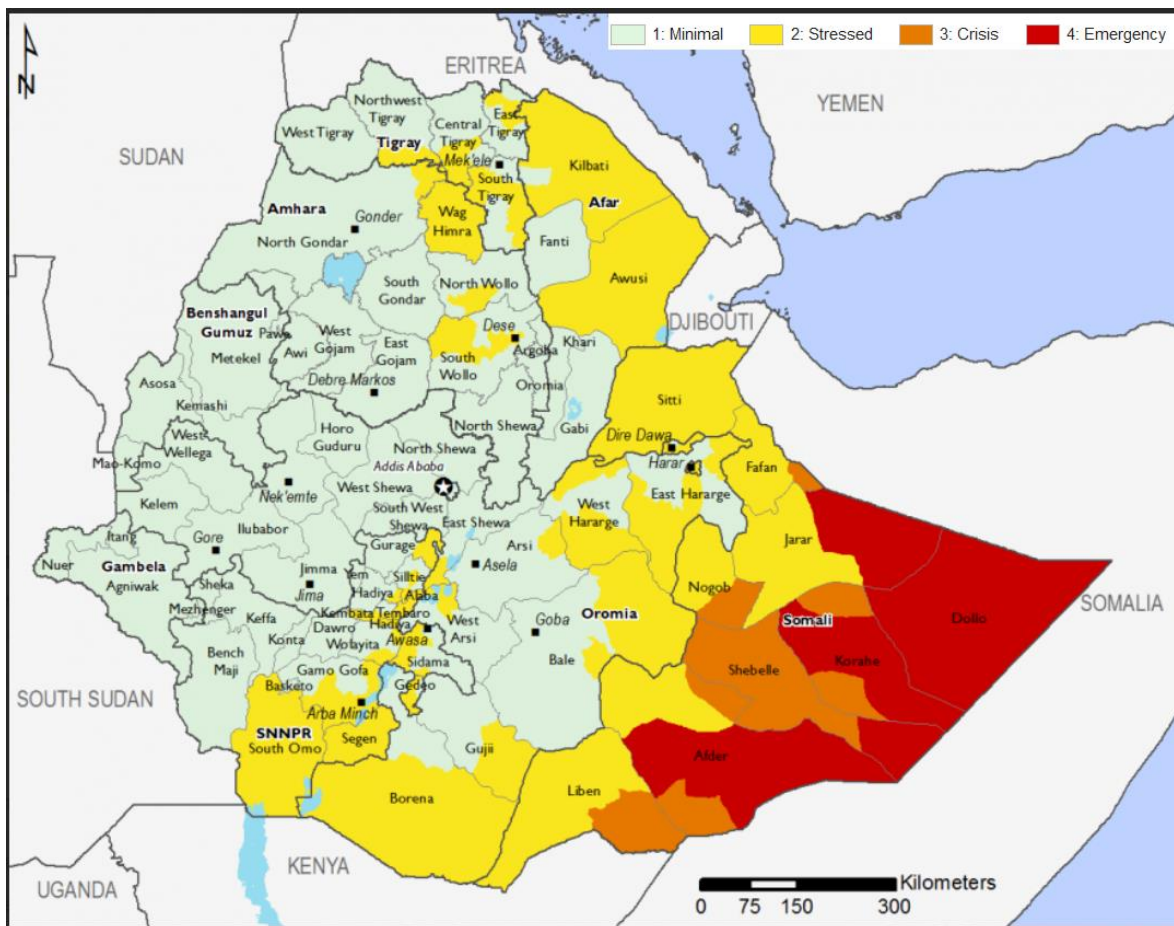 1: Minimal
2: Stressed
3: Crisis
4: Emergency
N
ERITREA
YEMEN
SUDAN
Northwest
Tigray
West Tigray
Central
Tigray
East
Tigray
Tigray
Mek'ele
South
Tigray
Kilbati
Afar
Amhara
Gonder
Wag
Himra
North Gondar
Fanti
Awusi
South
Gondar
North Wollo
DJIBOUTI
Benshangul
Gumuz
Pawe
Metekel
West
Gojam
Awi
East
Gojam
Dese
Argoba
Khari
South
Wollo
Oromia
Debre Markos
Asosa
Kemashi
Sitti
Horo
Guduru
North Shewa
North Shewa
Gabi
Dire Dawa
West
Wellega
Mao-Komo
Addis Ababa
Harar
Fafan
Nek'emte
West Shewa
East Hararge
Kelem
South West
Shewa
East Shewa
West
Hararge
Ilubabor
Itang
Gore
Gurage
Arsi
Jarar
Nuer
Gambela
Agniwak
Sheka
Jimma
Jima
Yem
Hadiya
Silltie
Alaba
Asela
Nogob
Mezhenger
Keffa
Kembata Tembaro
Hadiya
Dawro
Konta
Wolayita
Awasa
West
Arsi
Goba
Oromia
Somali
Dollo
SOMALIA
Bench
Maji
Gamo Gofa
Basketo
Sidama
Gedeo
Bale
Shebelle
Korahe
SOUTH SUDAN
Arba Minch
SNNPR
South Omo
Segen
Gujii
Afder
Borena
Liben
KENYA
UGANDA
Kilometers
0 75 150 300